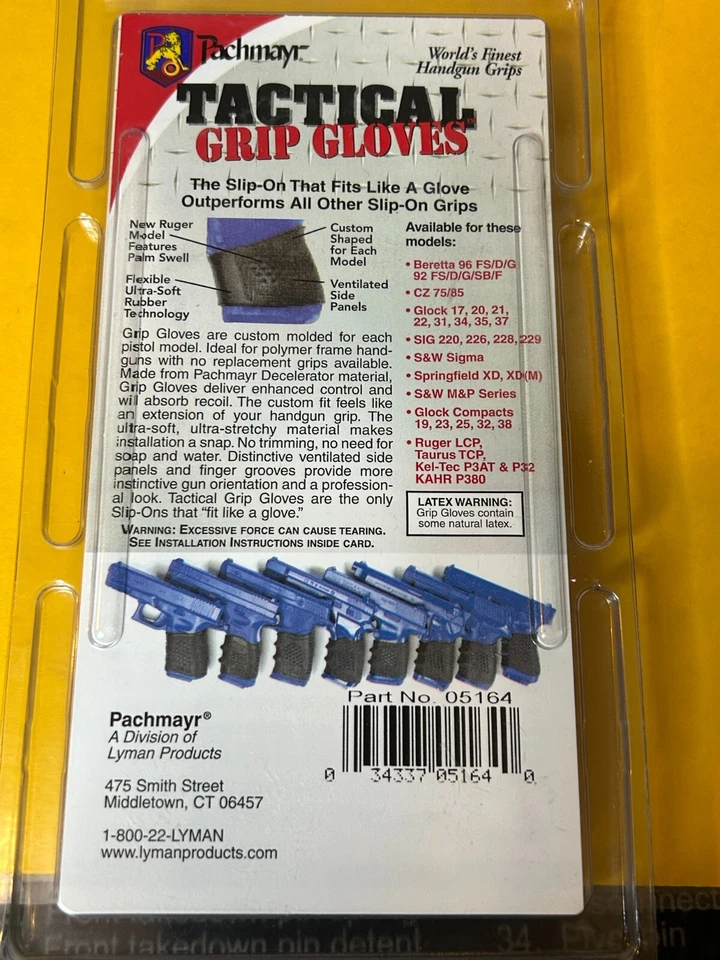 Pachmayr
World's Finest
Handgun Grips
TACTICAL
GRIP GLOVES™
The Slip-On That Fits Like A Glove
Outperforms All Other Slip-On Grips
New Ruger
Model
Features
Palm Swell
Flexible
Ultra-Soft
Rubber
Technology
Custom
Shaped
for Each
Model
Ventilated
Side
Panels
Grip Gloves are custom molded for each
pistol model. Ideal for polymer frame hand-
guns with no replacement grips available.
Made from Pachmayr Decelerator material,
Grip Gloves deliver enhanced control and
will absorb recoil. The custom fit feels like
an extension of your handgun grip. The
ultra-soft, ultra-stretchy material makes
installation a snap. No trimming, no need for
soap and water. Distinctive ventilated side
panels and finger grooves provide more
instinctive gun orientation and a profession-
al look. Tactical Grip Gloves are the only
Slip-Ons that "fit like a glove."
WARNING: EXCESSIVE FORCE CAN CAUSE TEARING.
SEE INSTALLATION INSTRUCTIONS INSIDE CARD.
Available for these
models:
• Beretta 96 FS/D/G
92 FS/D/G/SB/F
• CZ 75/85
• Glock 17, 20, 21,
22, 31, 34, 35, 37
• SIG 220, 226, 228, 229
• S&W Sigma
• Springfield XD, XD(M)
• S&W M&P Series
• Glock Compacts
19, 23, 25, 32, 38
• Ruger LCP,
Taurus TCP,
Kel-Tec P3AT & P32
KAHR P380
LATEX WARNING:
Grip Gloves contain
some natural latex.
Part No. 05164
0 34337 05164 0
Pachmayr®
A Division of
Lyman Products
475 Smith Street
Middletown, CT 06457
1-800-22-LYMAN
www.lymanproducts.com
Front takedown pin detent
34. Pivot pin